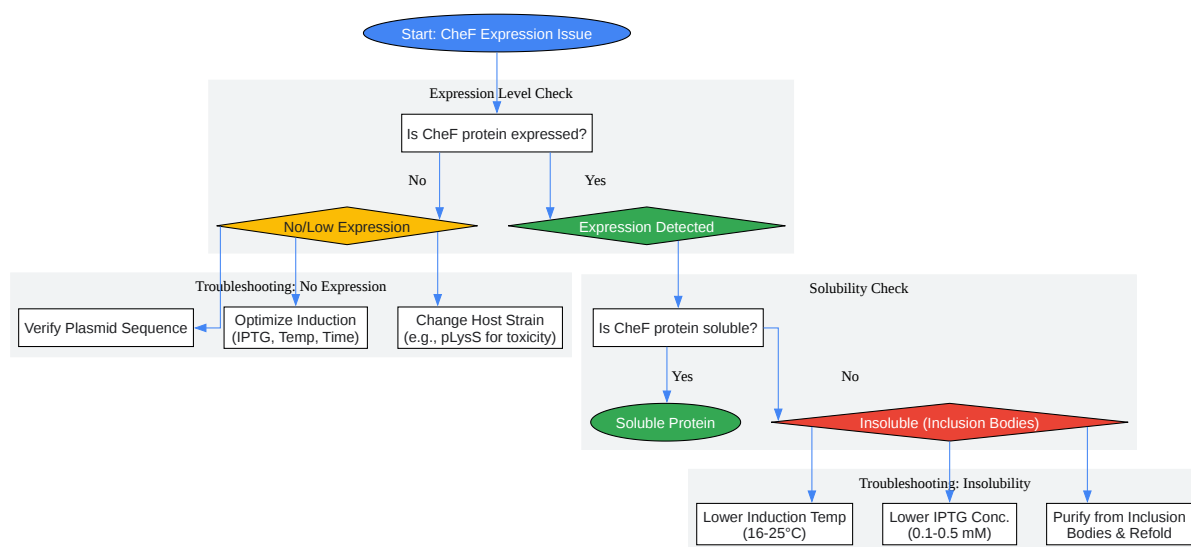 Start: CheF Expression Issue
Expression Level Check
Is CheF protein expressed?
No
Yes
No/Low Expression
Expression Detected
Troubleshooting: No Expression
Solubility Check
Verify Plasmid Sequence
Optimize Induction
(IPTG, Temp, Time)
Change Host Strain
(e.g., pLysS for toxicity)
Is CheF protein soluble?
Yes
No
Soluble Protein
Insoluble (Inclusion Bodies)
Troubleshooting: Insolubility
Lower Induction Temp
(16-25°C)
Lower IPTG Conc.
(0.1-0.5 mM)
Purify from Inclusion
Bodies & Refold